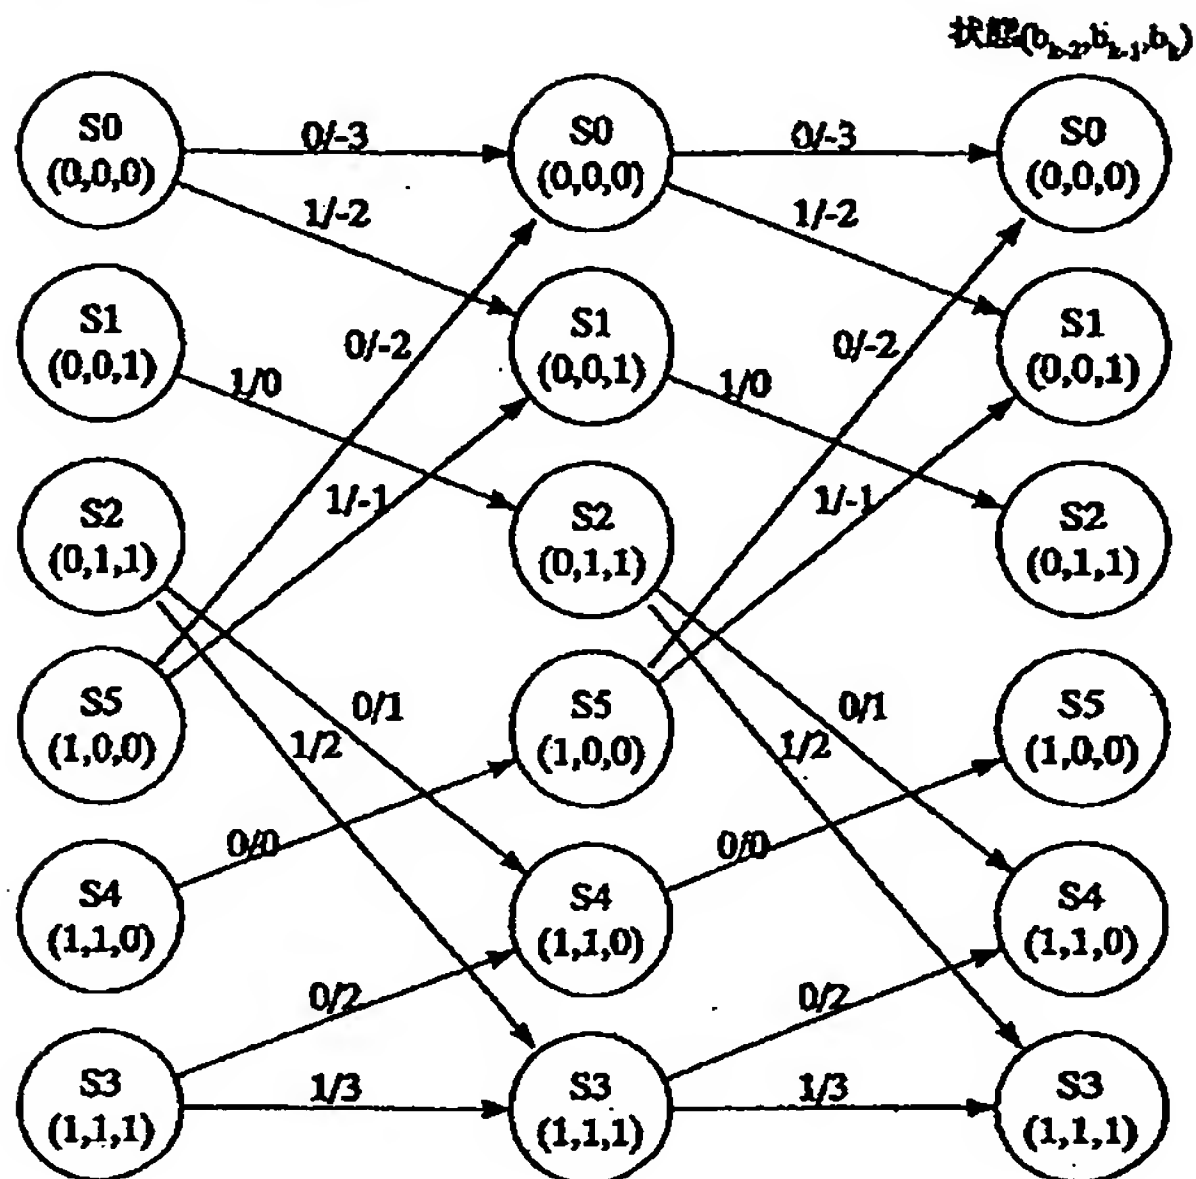 状態(b_{k-2},b_{k-1},b_k)
S0
(0,0,0)
0/-3
S0
(0,0,0)
0/-3
S0
(0,0,0)
1/-2
1/-2
S1
(0,0,1)
0/-2
S1
(0,0,1)
0/-2
S1
(0,0,1)
1/0
1/0
S2
(0,1,1)
1/-1
S2
(0,1,1)
1/-1
S2
(0,1,1)
S5
(1,0,0)
0/1
1/2
S5
(1,0,0)
0/1
1/2
S5
(1,0,0)
0/0
0/0
S4
(1,1,0)
S4
(1,1,0)
S4
(1,1,0)
0/2
0/2
S3
(1,1,1)
1/3
S3
(1,1,1)
1/3
S3
(1,1,1)